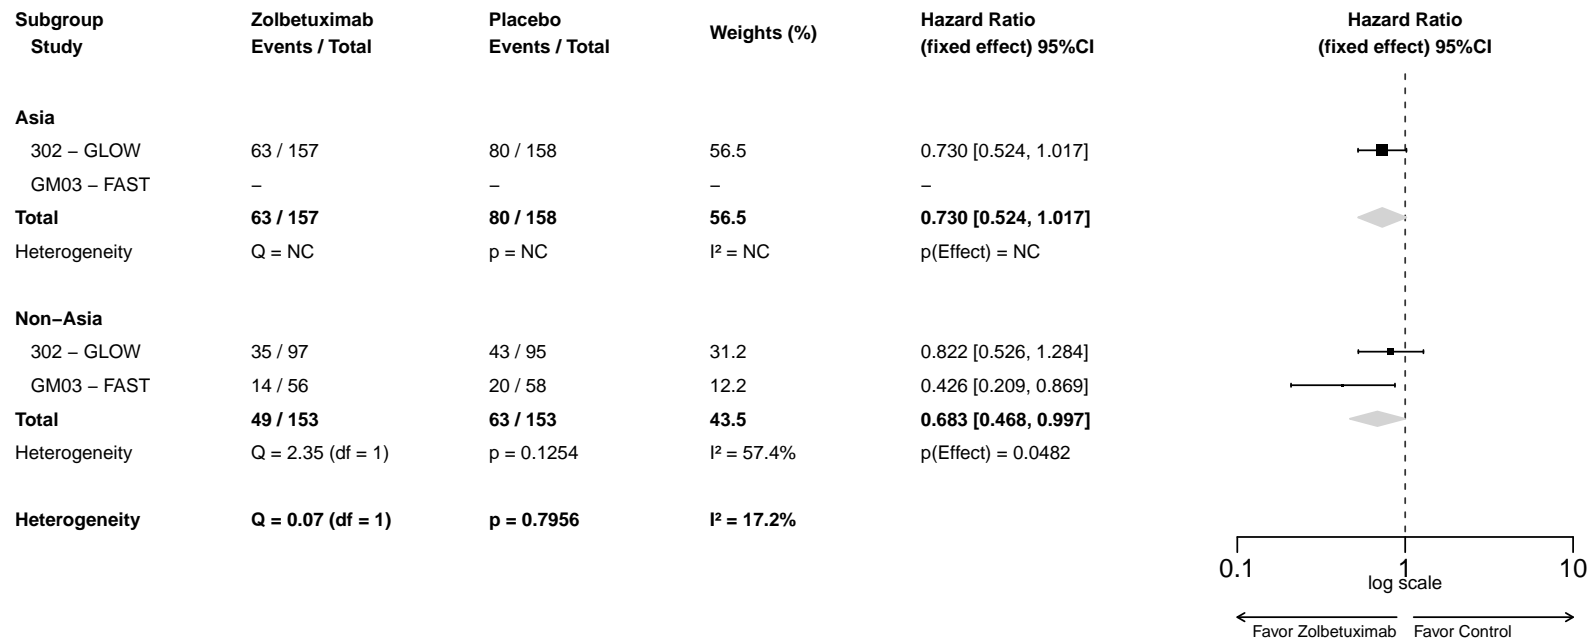 Subgroup Zolbetuximab Placebo Weights (%) Hazard Ratio Hazard Ratio
Study Events / Total Events / Total (fixed effect) 95%CI (fixed effect) 95%CI
Asia
302 − GLOW 63 / 157 80 / 158 56.5 0.730 [0.524, 1.017]
GM03 − FAST − − − −
Total 63 / 157 80 / 158 56.5 0.730 [0.524, 1.017]
Heterogeneity Q = NC p = NC I² = NC p(Effect) = NC
Non−Asia
302 − GLOW 35 / 97 43 / 95 31.2 0.822 [0.526, 1.284]
GM03 − FAST 14 / 56 20 / 58 12.2 0.426 [0.209, 0.869]
Total 49 / 153 63 / 153 43.5 0.683 [0.468, 0.997]
Heterogeneity Q = 2.35 (df = 1) p = 0.1254 I² = 57.4% p(Effect) = 0.0482
Heterogeneity Q = 0.07 (df = 1) p = 0.7956 I² = 17.2%
0.1 1 10
log scale
Favor Zolbetuximab Favor Control